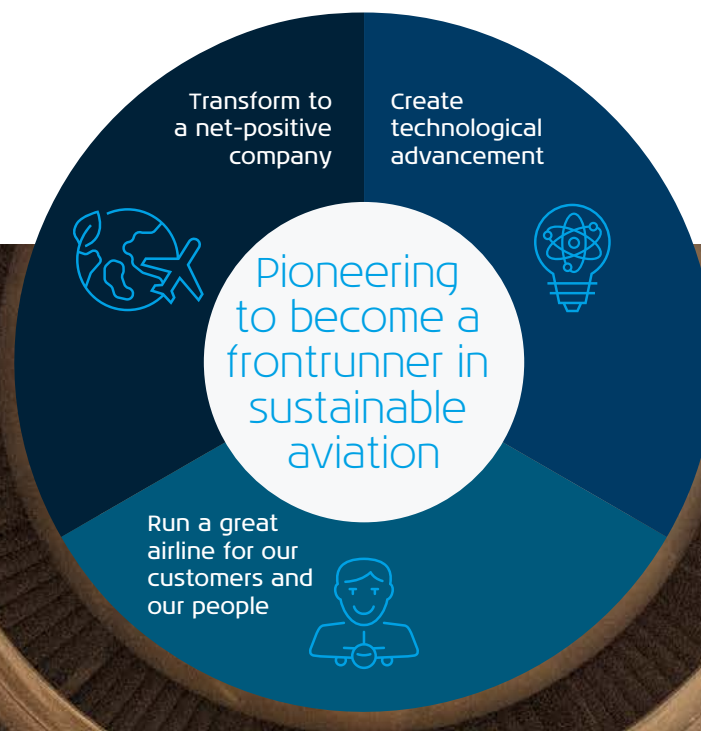 Transform to
a net-positive
company
Create
technological
advancement
Pioneering
to become a
frontrunner in
sustainable
aviation
Run a great
airline for our
customers and
our people